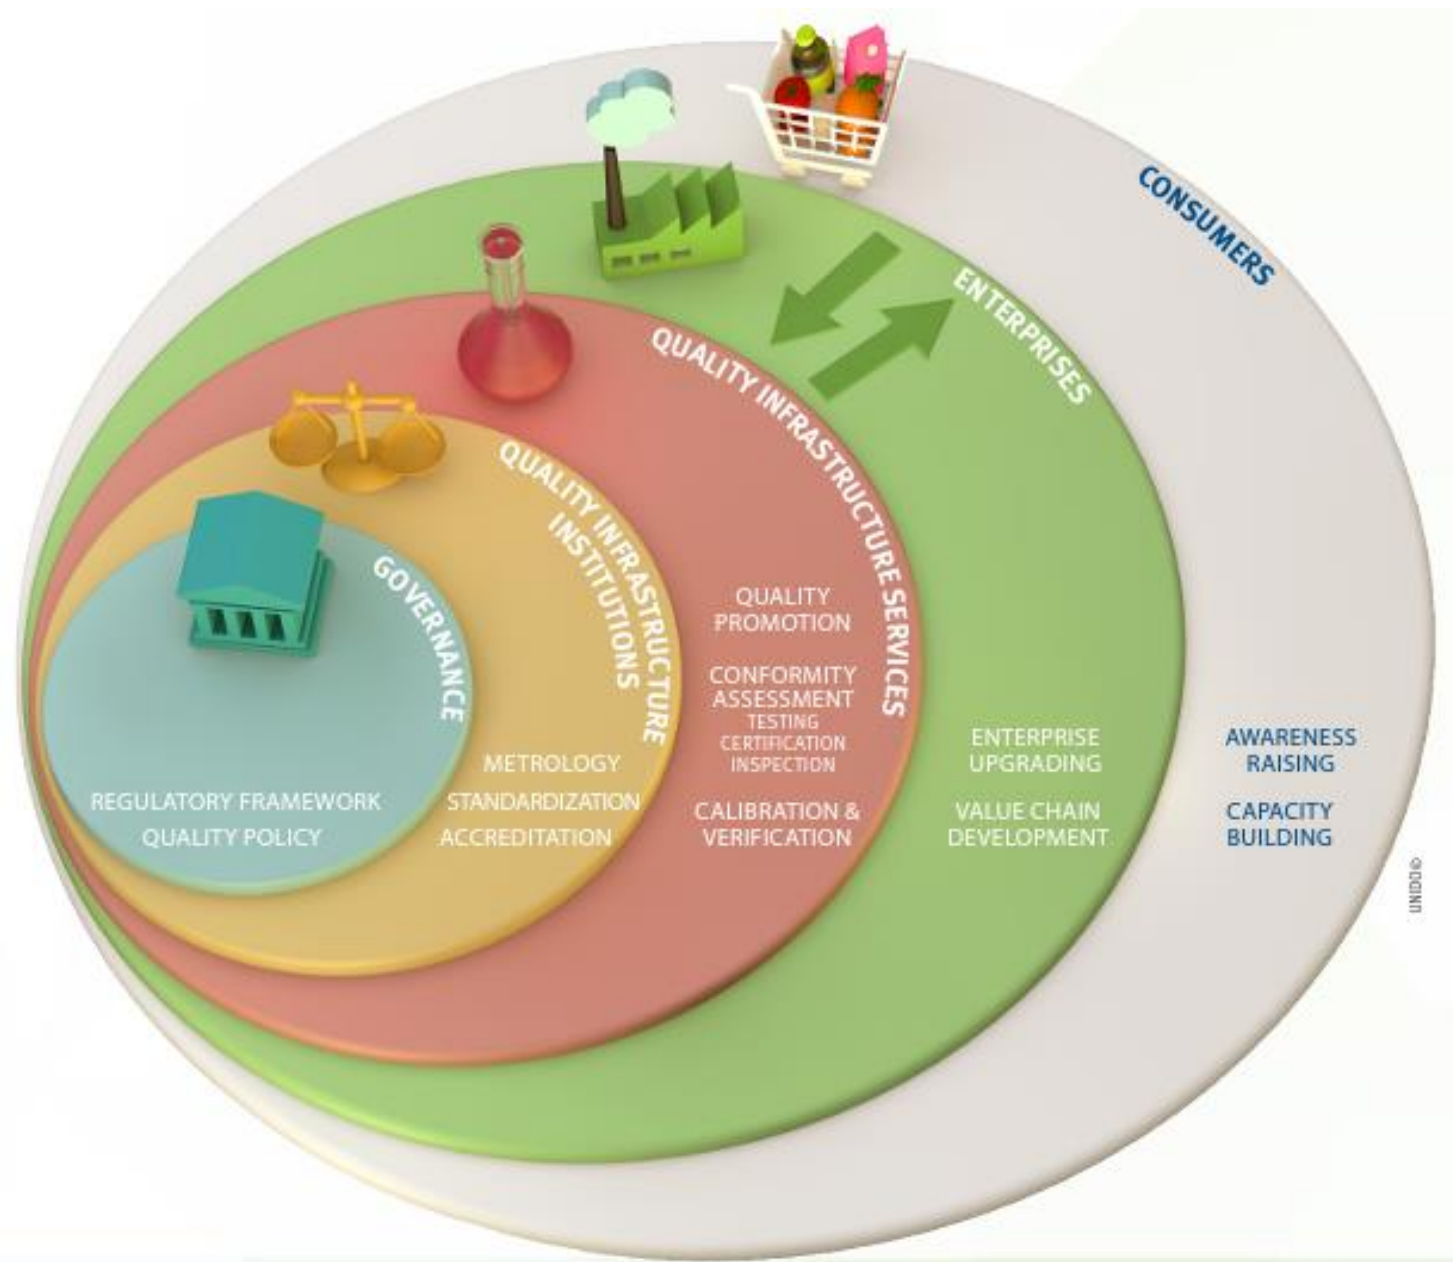 CONSUMERS
ENTERPRISES
QUALITY INFRASTRUCTURE SERVICES
QUALITY INFRASTRUCTURE
INSTITUTIONS
GOVERNANCE
REGULATORY FRAMEWORK
QUALITY POLICY
METROLOGY
STANDARDIZATION
ACCREDITATION
QUALITY
PROMOTION
CONFORMITY
ASSESSMENT
TESTING
CERTIFICATION
INSPECTION
CALIBRATION &
VERIFICATION
ENTERPRISE
UPGRADING
VALUE CHAIN
DEVELOPMENT
AWARENESS
RAISING
CAPACITY
BUILDING
UNIDO©